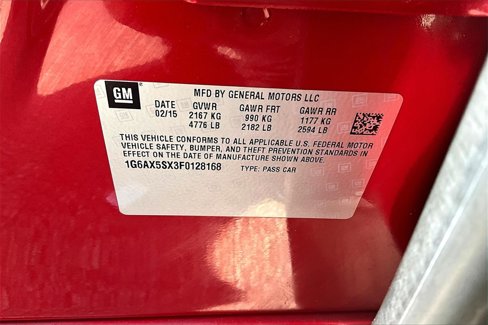 GM
MFD BY GENERAL MOTORS LLC
DATE GVWR GAWR FRT GAWR RR
02/15 2167 KG 990 KG 1177 KG
4776 LB 2182 LB 2594 LB
THIS VEHICLE CONFORMS TO ALL APPLICABLE U.S. FEDERAL MOTOR
VEHICLE SAFETY, BUMPER, AND THEFT PREVENTION STANDARDS IN
EFFECT ON THE DATE OF MANUFACTURE SHOWN ABOVE.
1G6AX5SX3F0128168 TYPE: PASS CAR